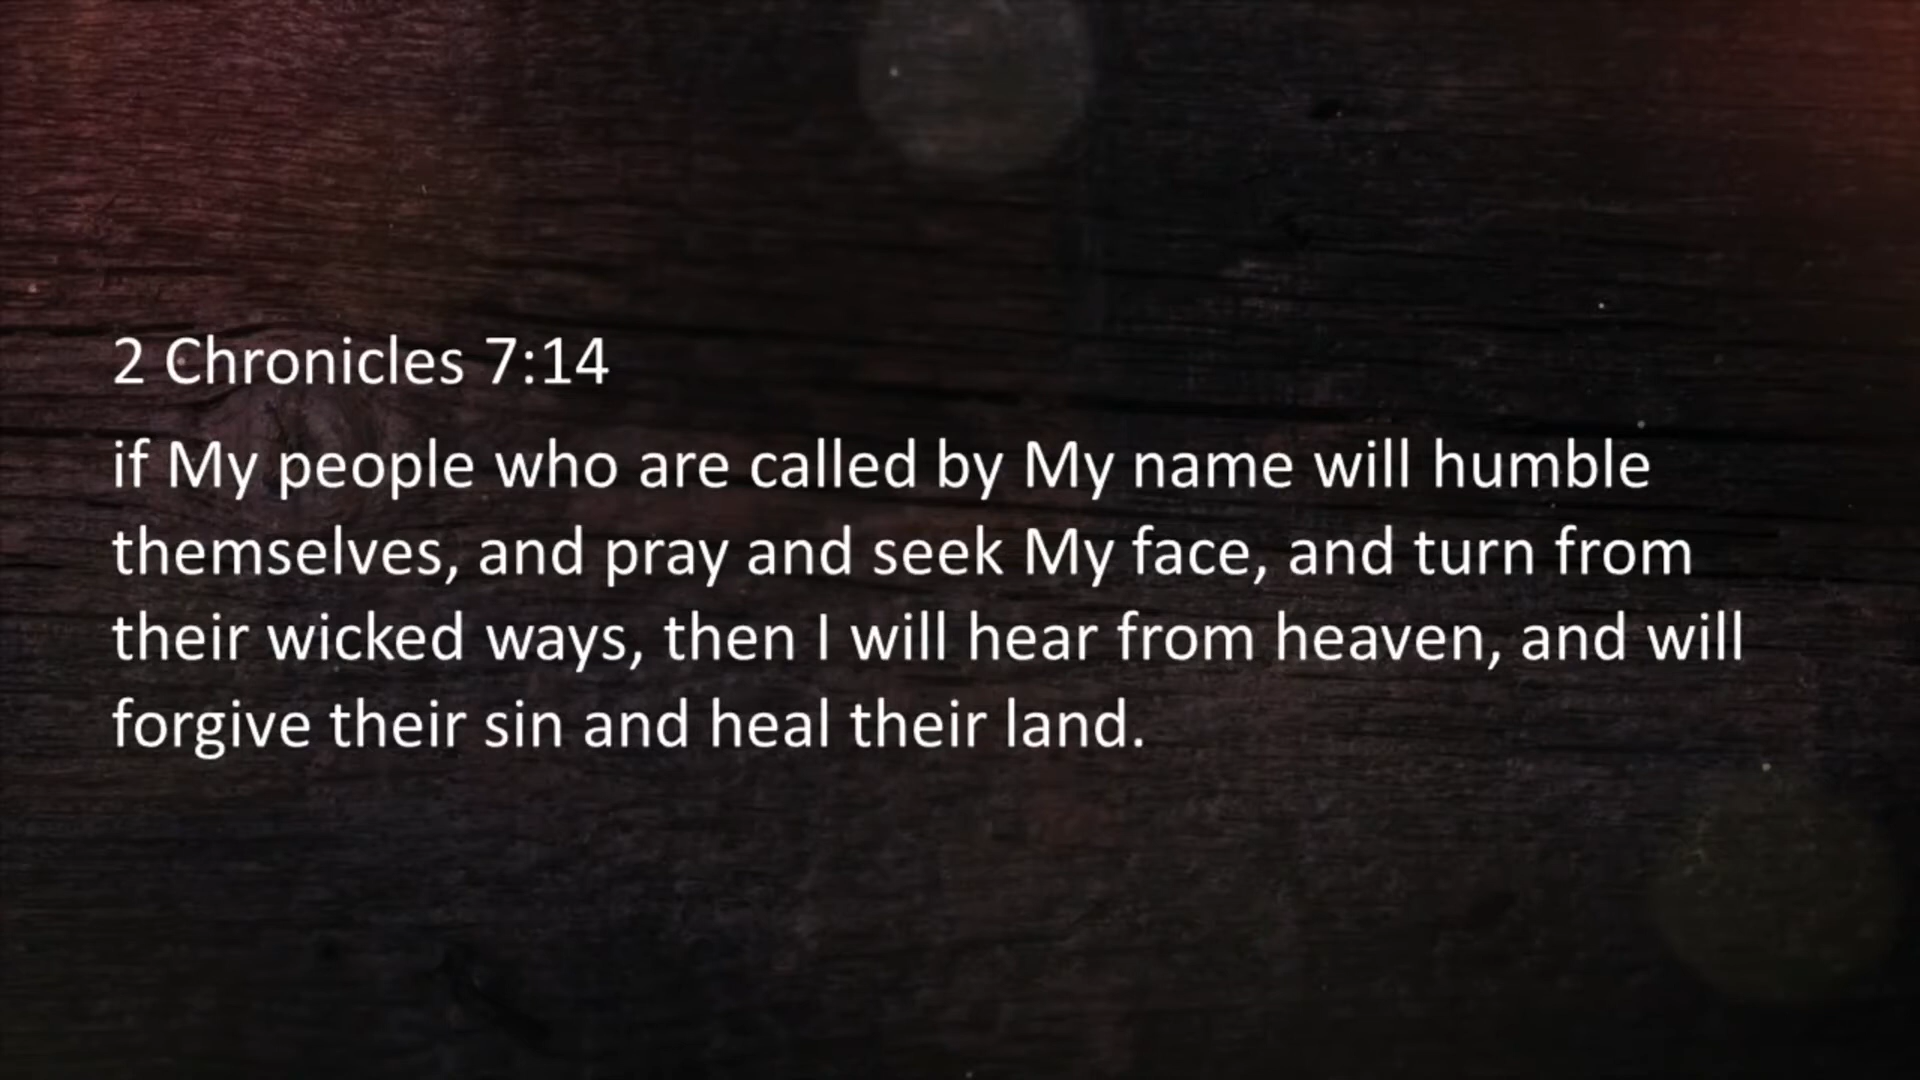 2 Chronicles 7:14
if My people who are called by My name will humble
themselves, and pray and seek My face, and turn from
their wicked ways, then I will hear from heaven, and will
forgive their sin and heal their land.